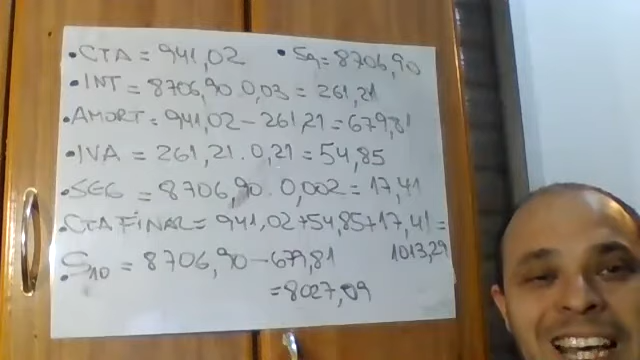 • CTA = 941,02 • S9 = 8706,90
• INT = 8706,90.0,03 = 261,21
• AMORT = 941,02 - 261,21 = 679,81
• IVA = 261,21.0,21 = 54,85
• SEG = 8706,90.0,002 = 17,41
• CTA FINAL = 941,02+54,85+17,41 =
1013,29
• S10 = 8706,90 - 679,81
= 8027,09